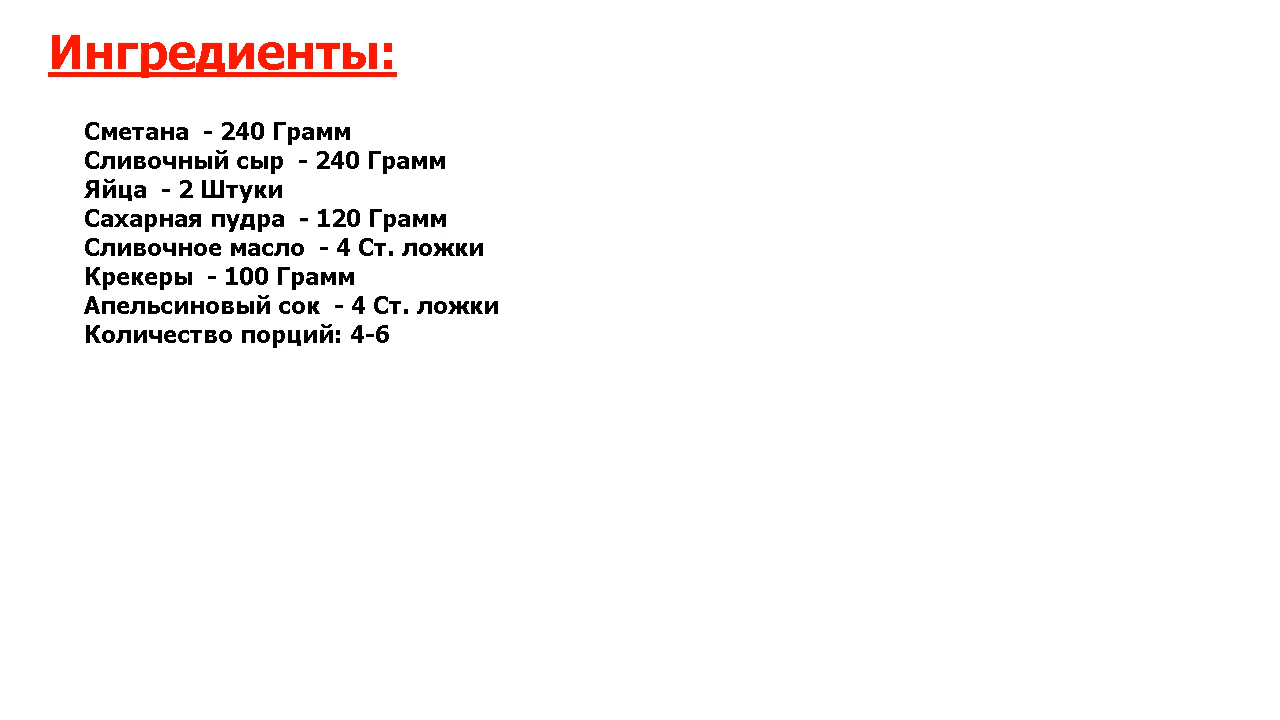 Ингредиенты:
Сметана  - 240 Грамм
Сливочный сыр  - 240 Грамм
Яйца  - 2 Штуки
Сахарная пудра  - 120 Грамм
Сливочное масло  - 4 Ст. ложки
Крекеры  - 100 Грамм
Апельсиновый сок  - 4 Ст. ложки
Количество порций: 4-6